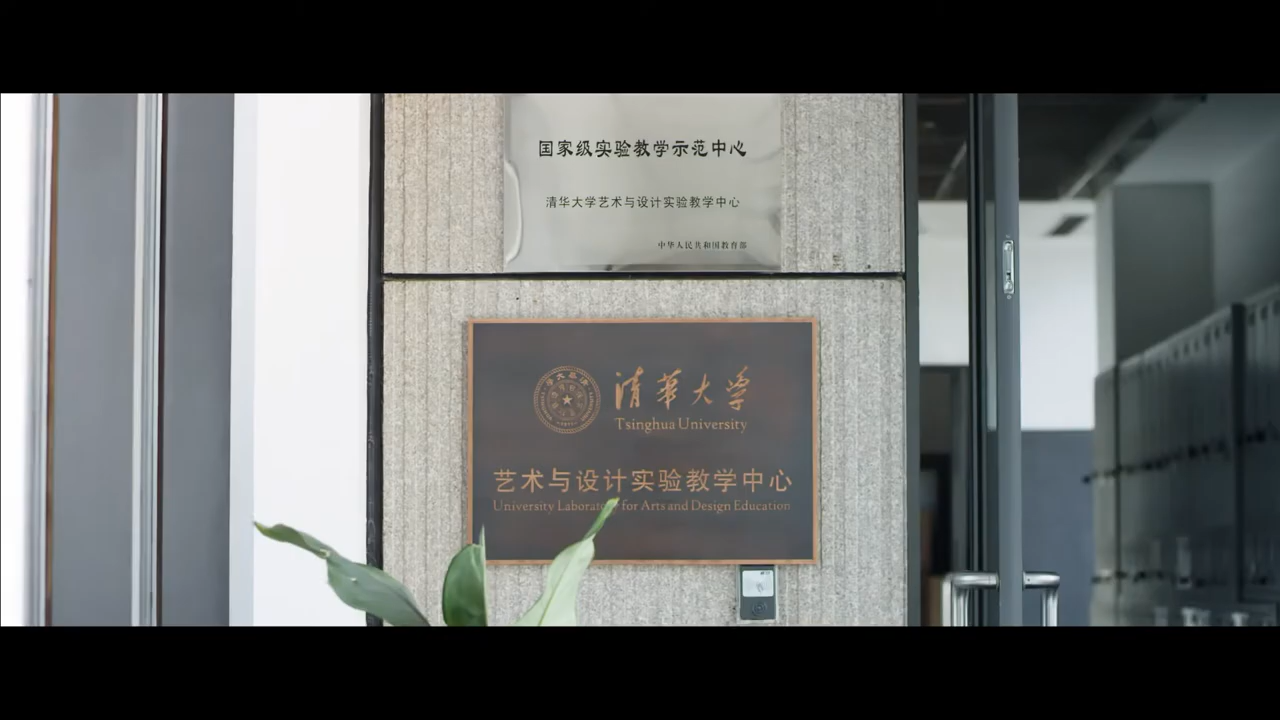 国家级实验教学示范中心
清华大学艺术与设计实验教学中心
中华人民共和国教育部
清華大学
Tsinghua University
艺术与设计实验教学中心
University Laboratory for Arts and Design Education